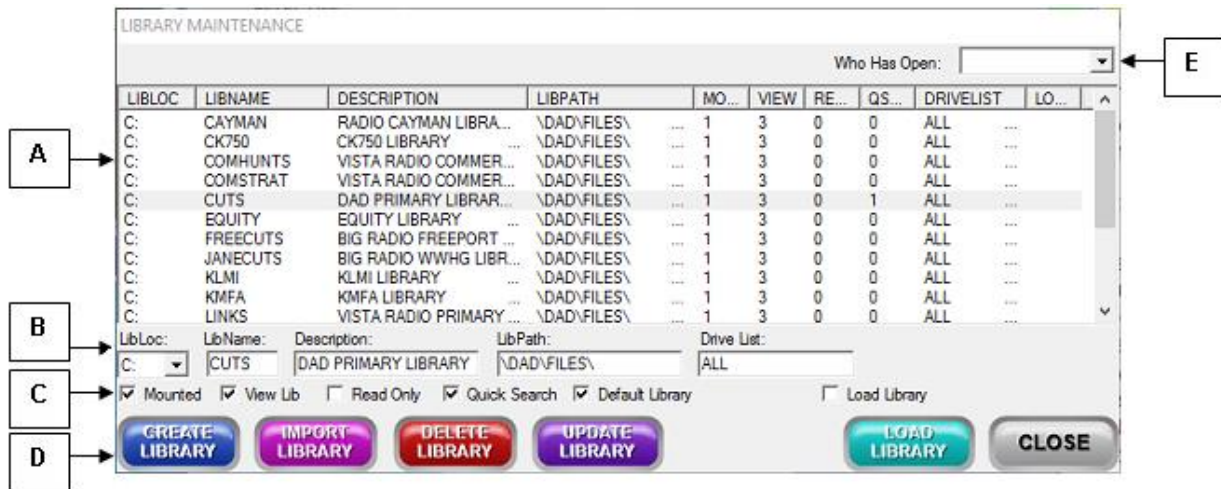 LIBRARY MAINTENANCE
Who Has Open:
E
LIBLOC LIBNAME DESCRIPTION LIBPATH MO... VIEW RE... QS... DRIVELIST LO...
C: CAYMAN RADIO CAYMAN LIBRA... \DAD\FILES\ ... 1 3 0 0 ALL ...
C: CK750 CK750 LIBRARY ... \DAD\FILES\ ... 1 3 0 0 ALL ...
A
C: COMHUNTS VISTA RADIO COMMER... \DAD\FILES\ ... 1 3 0 0 ALL ...
C: COMSTRAT VISTA RADIO COMMER... \DAD\FILES\ ... 1 3 0 0 ALL ...
C: CUTS DAD PRIMARY LIBRAR... \DAD\FILES\ ... 1 3 0 1 ALL ...
C: EQUITY EQUITY LIBRARY ... \DAD\FILES\ ... 1 3 0 0 ALL ...
C: FREECUTS BIG RADIO FREEPORT ... \DAD\FILES\ ... 1 3 0 0 ALL ...
C: JANECUTS BIG RADIO WWHG LIBR... \DAD\FILES\ ... 1 3 0 0 ALL ...
C: KLMI KLMI LIBRARY ... \DAD\FILES\ ... 1 3 0 0 ALL ...
C: KMFA KMFA LIBRARY ... \DAD\FILES\ ... 1 3 0 0 ALL ...
C: LINKS VISTA RADIO PRIMARY ... \DAD\FILES\ ... 1 3 0 0 ALL ...
B
LibLoc: LibName: Description: LibPath: Drive List:
C: CUTS DAD PRIMARY LIBRARY \DAD\FILES\ ALL
C
Mounted View Lib Read Only Quick Search Default Library Load Library
D
CREATE LIBRARY IMPORT LIBRARY DELETE LIBRARY UPDATE LIBRARY LOAD LIBRARY CLOSE